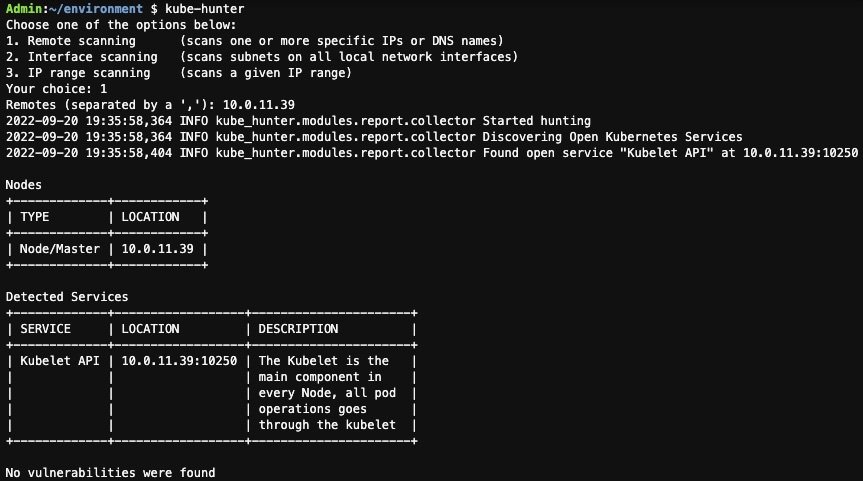 Admin:~/environment $ kube-hunter
Choose one of the options below:
1. Remote scanning      (scans one or more specific IPs or DNS names)
2. Interface scanning   (scans subnets on all local network interfaces)
3. IP range scanning    (scans a given IP range)
Your choice: 1
Remotes (separated by a ','): 10.0.11.39
2022-09-20 19:35:58,364 INFO kube_hunter.modules.report.collector Started hunting
2022-09-20 19:35:58,364 INFO kube_hunter.modules.report.collector Discovering Open Kubernetes Services
2022-09-20 19:35:58,404 INFO kube_hunter.modules.report.collector Found open service "Kubelet API" at 10.0.11.39:10250

Nodes
+-------------+------------+
| TYPE        | LOCATION   |
+-------------+------------+
| Node/Master | 10.0.11.39 |
+-------------+------------+

Detected Services
+-------------+------------------+----------------------+
| SERVICE     | LOCATION         | DESCRIPTION          |
+-------------+------------------+----------------------+
| Kubelet API | 10.0.11.39:10250 | The Kubelet is the   |
|             |                  | main component in    |
|             |                  | every Node, all pod  |
|             |                  | operations goes      |
|             |                  | through the kubelet  |
+-------------+------------------+----------------------+

No vulnerabilities were found